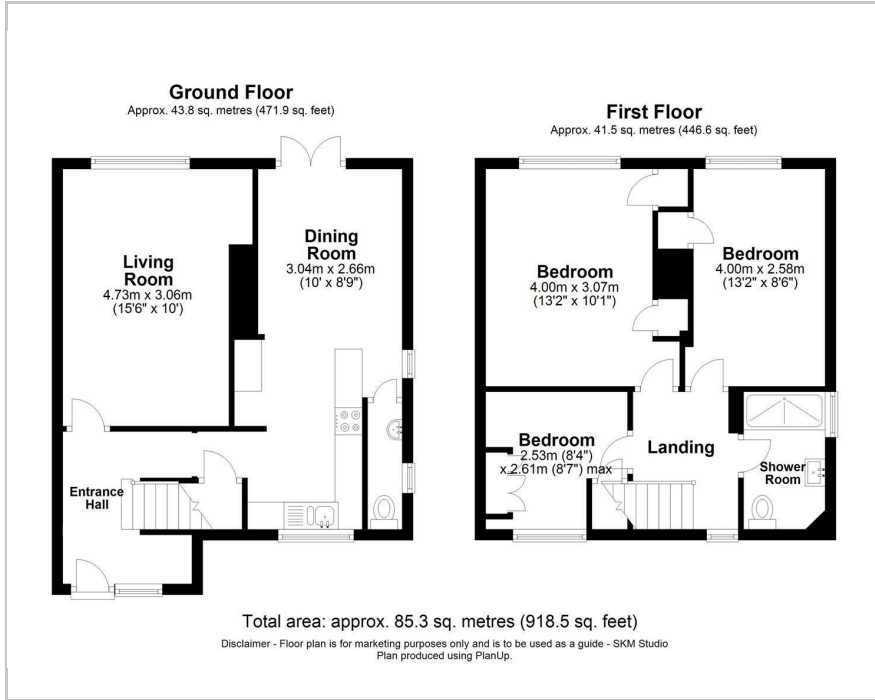 Ground Floor
Approx. 43.8 sq. metres (471.9 sq. feet)
Living
Room
4.73m x 3.06m
(15'6" x 10')
Dining
Room
3.04m x 2.66m
(10' x 8'9")
Entrance
Hall
First Floor
Approx. 41.5 sq. metres (446.6 sq. feet)
Bedroom
4.00m x 3.07m
(13'2" x 10'1")
Bedroom
4.00m x 2.58m
(13'2" x 8'6")
Bedroom
2.53m (8'4")
x 2.61m (8'7") max
Landing
Shower
Room
Total area: approx. 85.3 sq. metres (918.5 sq. feet)
Disclaimer - Floor plan is for marketing purposes only and is to be used as a guide - SKM Studio
Plan produced using PlanUp.